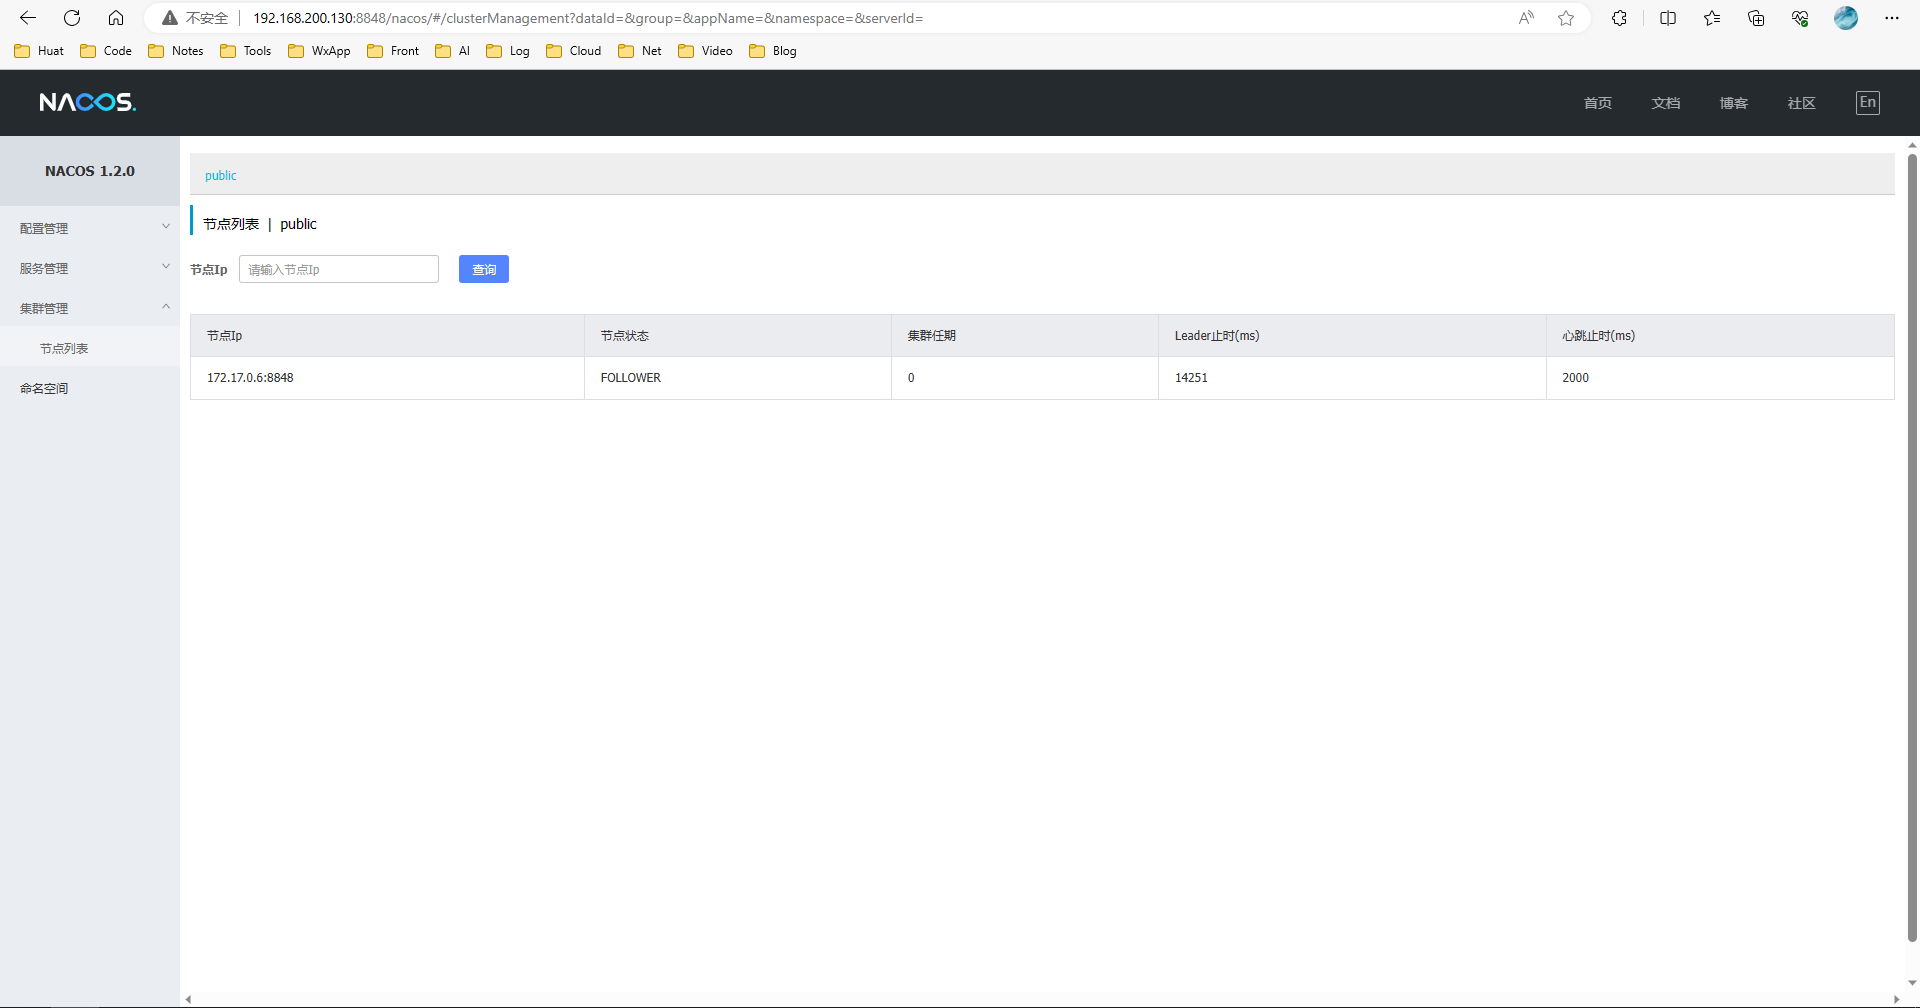 不安全 192.168.200.130:8848/nacos/#/clusterManagement?dataId=&group=&appName=&namespace=&serverId=
Huat Code Notes Tools WxApp Front AI Log Cloud Net Video Blog
NACOS. 首页 文档 博客 社区 En
NACOS 1.2.0
配置管理
服务管理
集群管理
节点列表
命名空间
public
节点列表 | public
节点Ip 请输入节点Ip 查询
节点Ip 节点状态 集群任期 Leader止时(ms) 心跳止时(ms)
172.17.0.6:8848 FOLLOWER 0 14251 2000